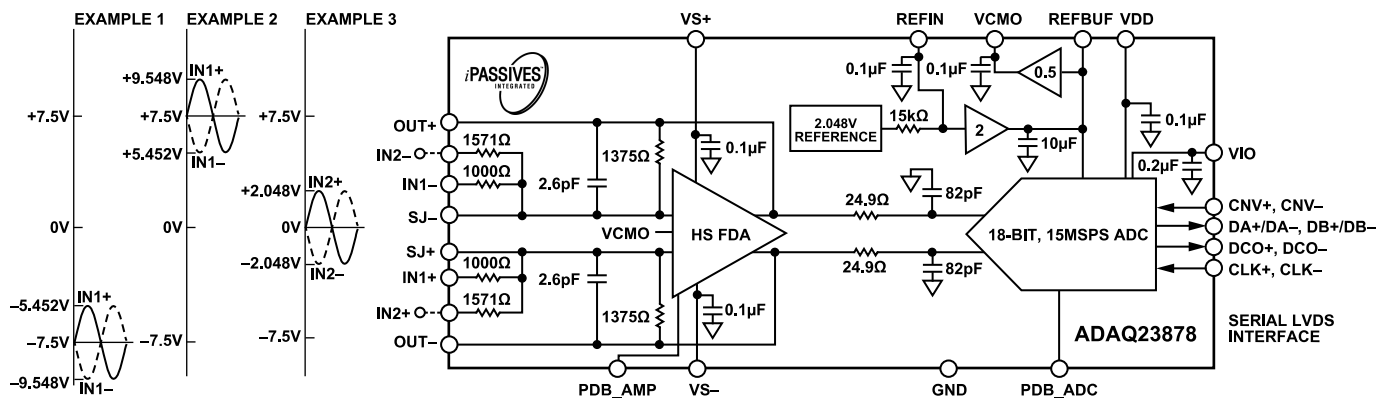 EXAMPLE 1
EXAMPLE 2
EXAMPLE 3
+7.5V
0V
–5.452V
IN1+
–7.5V
–9.548V
IN1–
+9.548V
IN1+
+7.5V
+5.452V
IN1–
0V
–7.5V
+7.5V
+2.048V
IN2+
0V
–2.048V
IN2–
–7.5V
VS+
REFIN
VCMO
REFBUF
VDD
iPASSIVES™
INTEGRATED
0.1µF
0.1µF
0.5
2.048V
REFERENCE
15kΩ
2
10µF
0.1µF
0.2µF
VIO
OUT+
IN2–
1571Ω
IN1–
1000Ω
SJ–
2.6pF
1375Ω
0.1µF
VCMO
HS FDA
SJ+
1000Ω
IN1+
1571Ω
IN2+
OUT–
2.6pF
1375Ω
0.1µF
24.9Ω
82pF
24.9Ω
82pF
18-BIT, 15MSPS ADC
CNV+, CNV–
DA+/DA–, DB+/DB–
DCO+, DCO–
CLK+, CLK–
ADAQ23878
SERIAL LVDS
INTERFACE
PDB_AMP
VS–
GND
PDB_ADC